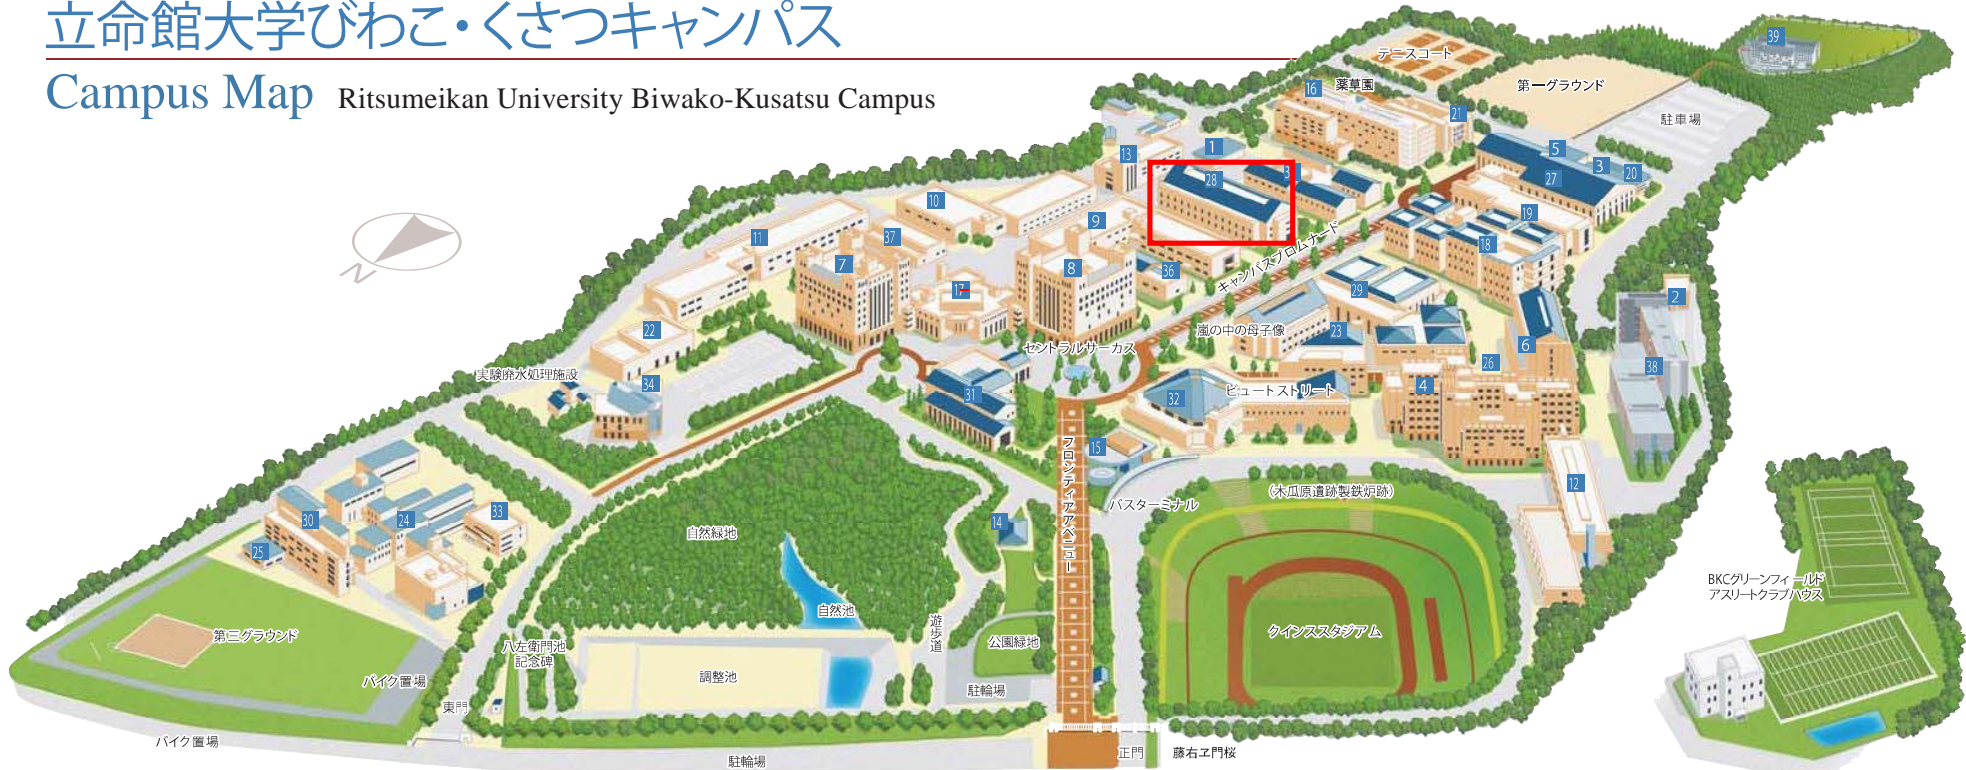 立命館大学びわこ・くさつキャンパス
Campus Map Ritsumeikan University Biwako-Kusatsu Campus
テニスコート
39
16
薬草園
第一グラウンド
21
駐車場
13
1
5
3
20
28
27
10
19
9
11
37
18
7
8
36
キャンパスプロムナード
17
29
2
22
嵐の中の母子像
23
6
セントラルサーカス
26
38
実験廃水処理施設
34
31
32
ビュートストリート
4
15
フロンティアアベニュー
12
(木瓜原遺跡製鉄炉跡)
バスターミナル
30
24
33
14
自然緑地
25
BKCグリーンフィールド
アスリートクラブハウス
自然池
遊歩道
第三グラウンド
八左衛門池
記念碑
公園緑地
クインススタジアム
バイク置場
調整池
駐輪場
東門
バイク置場
駐輪場
正門
藤右ヱ門桜
N